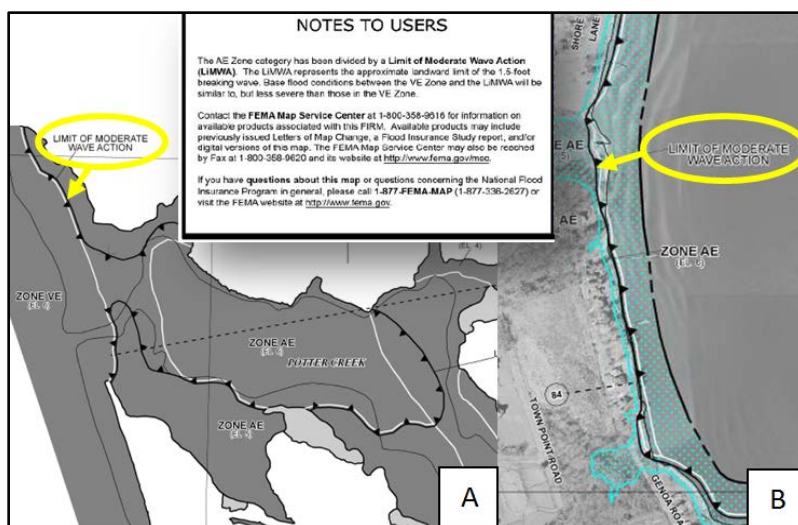 NOTES TO USERS
The AE Zone category has been divided by a Limit of Moderate Wave Action
(LiMWA). The LiMWA represents the approximate landward limit of the 1.5-foot
breaking wave. Base flood conditions between the VE Zone and the LiMWA will be
similar to, but less severe than those in the VE Zone.
Contact the FEMA Map Service Center at 1-800-358-9616 for information on
available products associated with this FIRM. Available products may include
previously issued Letters of Map Change, a Flood Insurance Study report, and/or
digital versions of this map. The FEMA Map Service Center may also be reached
by Fax at 1-800-358-9620 and its website at http://www.fema.gov/msc.
If you have questions about this map or questions concerning the National Flood
Insurance Program in general, please call 1-877-FEMA-MAP (1-877-336-2627) or
visit the FEMA website at http://www.fema.gov.
LIMIT OF MODERATE
WAVE ACTION
ZONE VE
ZONE AE
POTTER CREEK
ZONE AE
A
SHORE
LANE
AE
LIMIT OF MODERATE
WAVE ACTION
AE
ZONE AE
84
TOWN POINT ROAD
GENOA
B